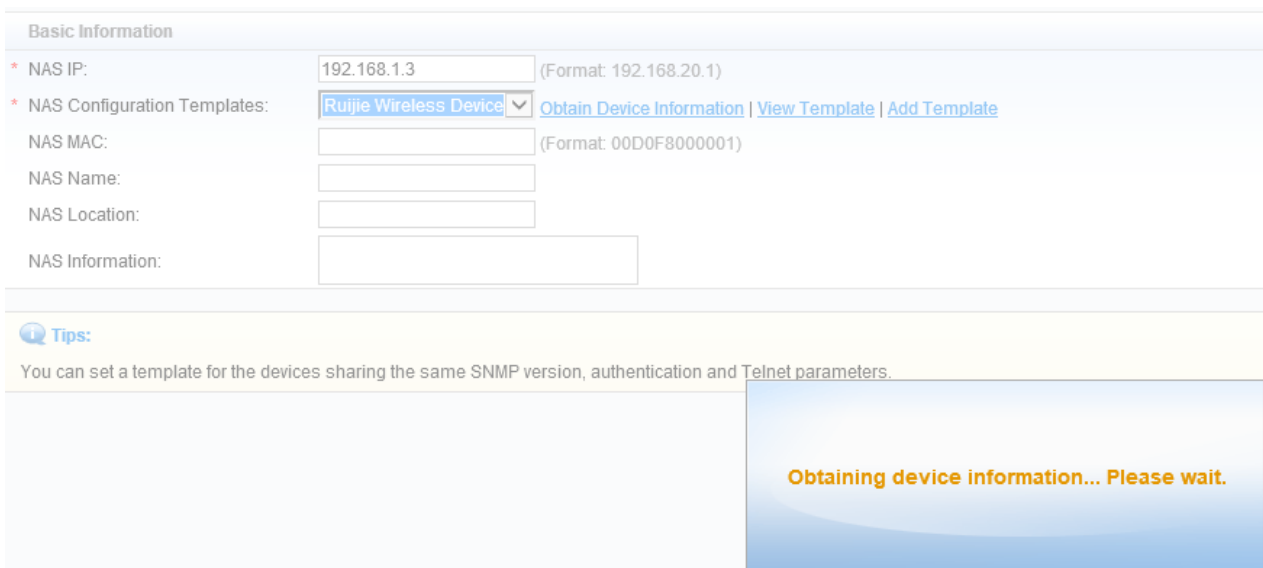 Basic Information
* NAS IP: 192.168.1.3 (Format: 192.168.20.1)
* NAS Configuration Templates: Ruijie Wireless Device Obtain Device Information | View Template | Add Template
NAS MAC: (Format: 00D0F8000001)
NAS Name:
NAS Location:
NAS Information:
Tips:
You can set a template for the devices sharing the same SNMP version, authentication and Telnet parameters.
Obtaining device information... Please wait.